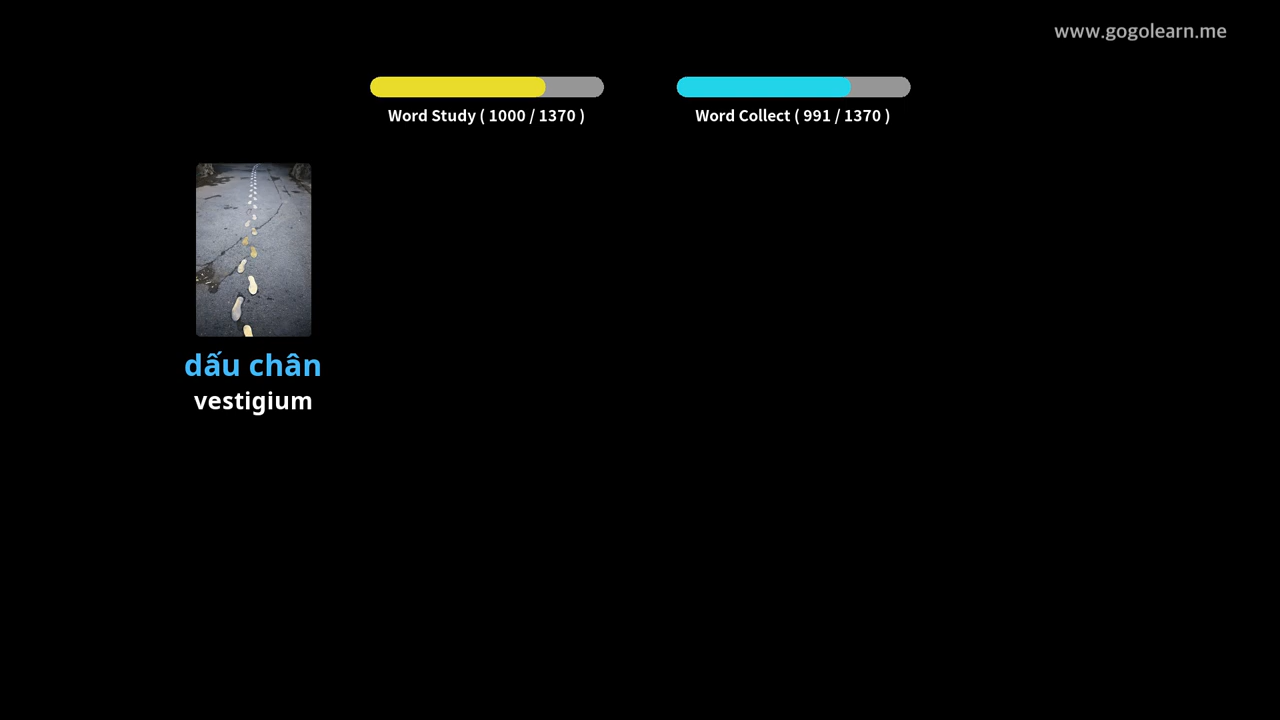 www.gogolearn.me
Word Study ( 1000 / 1370 )
Word Collect ( 991 / 1370 )
dấu chân
vestigium